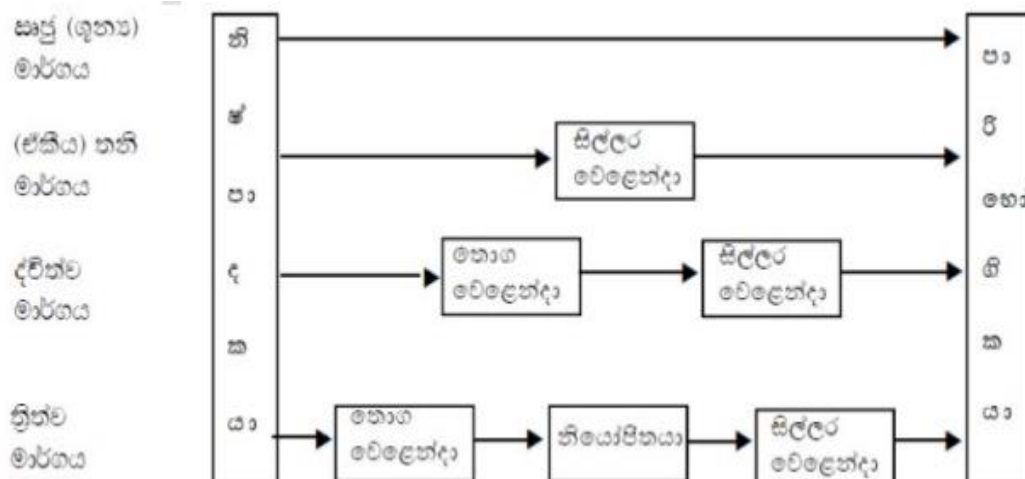 සෘජු (ශූන්‍ය)
මාර්ගය
(ඒකීය) තනි
මාර්ගය
ද්විත්ව
මාර්ගය
ත්‍රිත්ව
මාර්ගය
නි
ෂ්
පා
ද
ක
යා
සිල්ලර
වෙළෙන්දා
තොග
වෙළෙන්දා
සිල්ලර
වෙළෙන්දා
තොග
වෙළෙන්දා
නියෝජිතයා
සිල්ලර
වෙළෙන්දා
පා
රි
භෝ
ගි
ක
යා